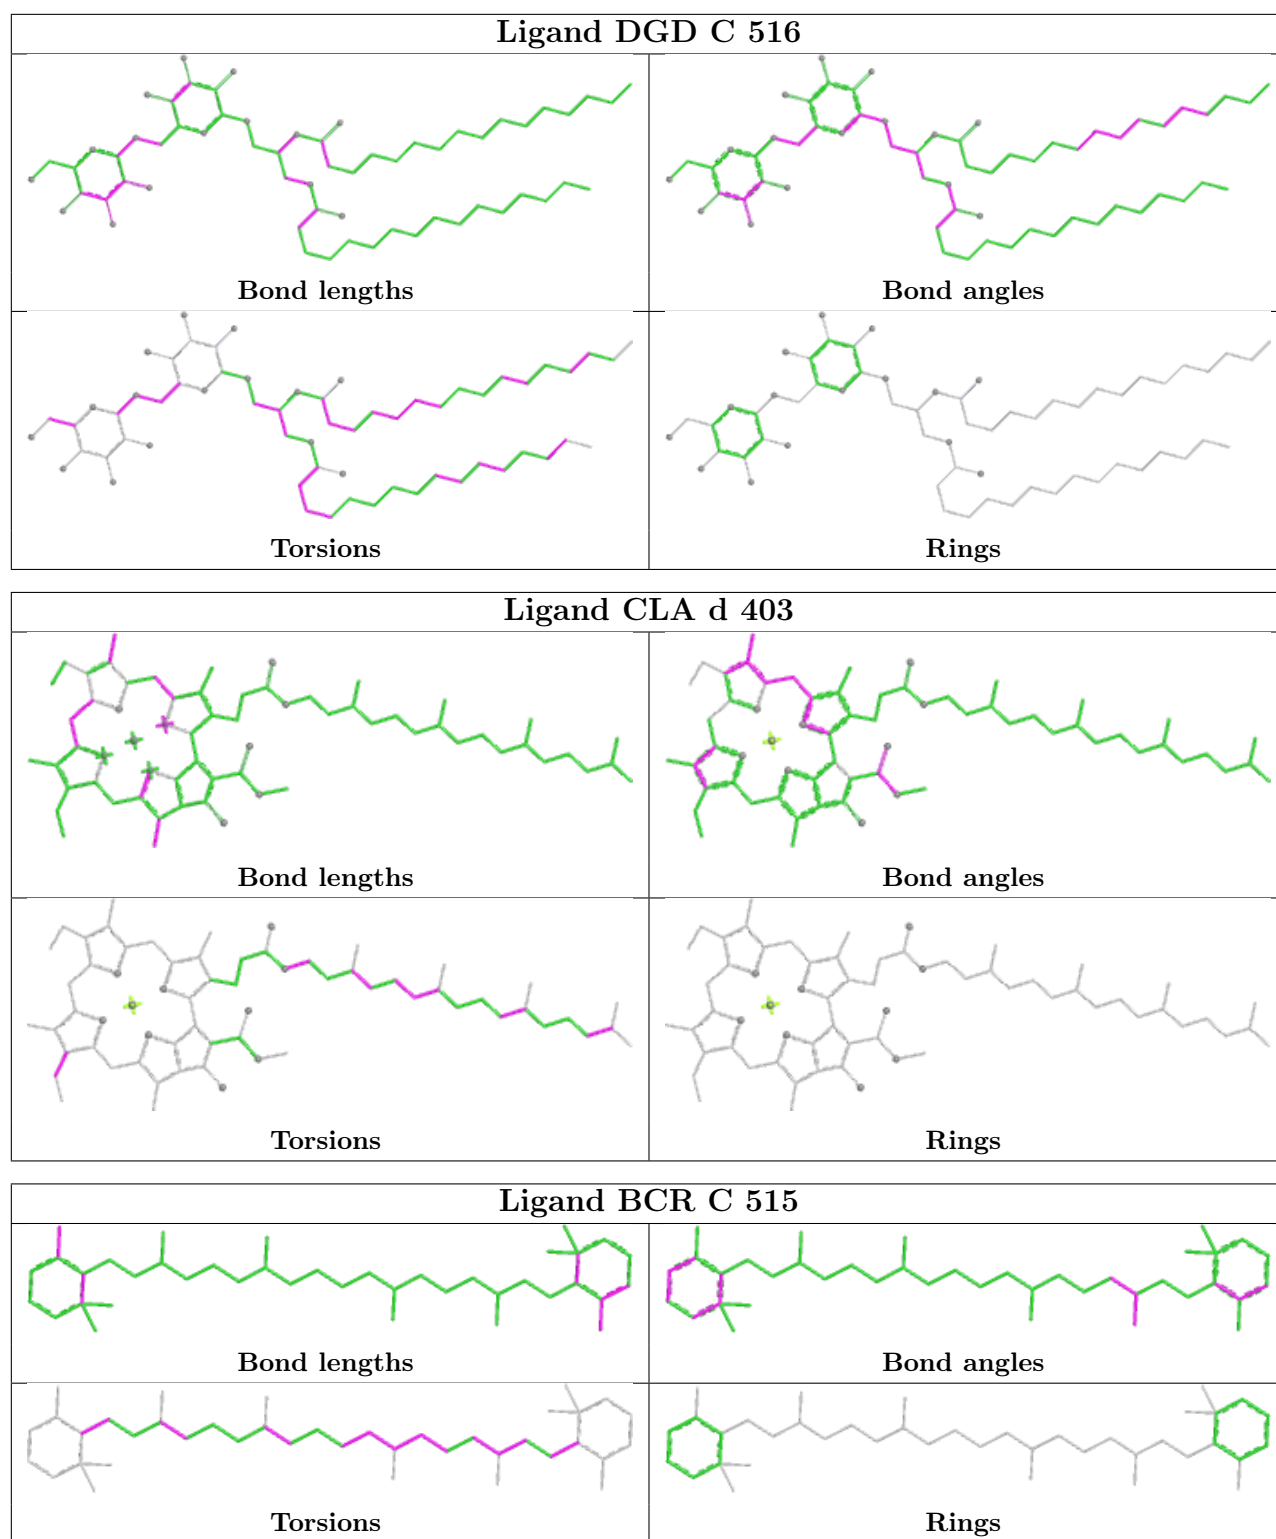 Ligand DGD C 516
Bond lengths
Bond angles
Torsions
Rings
Ligand CLA d 403
Bond lengths
Bond angles
Torsions
Rings
Ligand BCR C 515
Bond lengths
Bond angles
Torsions
Rings